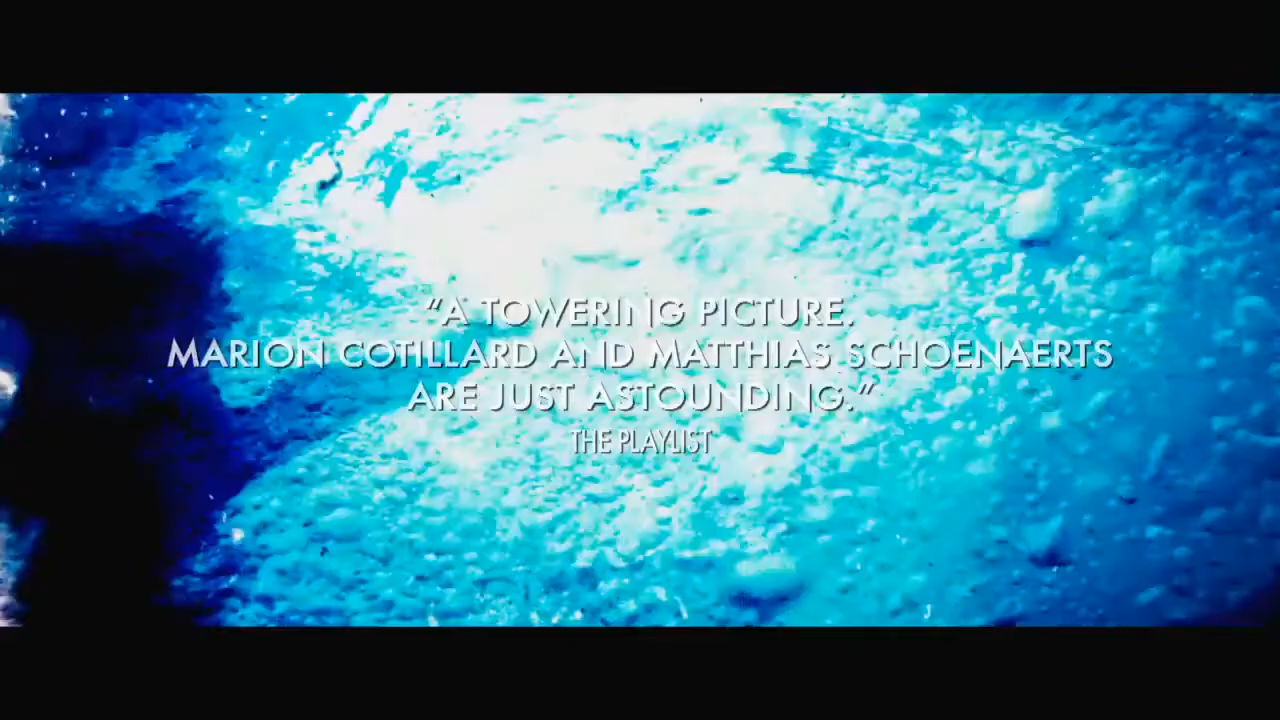 “A TOWERING PICTURE.
MARION COTILLARD AND MATTHIAS SCHOENAERTS
ARE JUST ASTOUNDING.”
THE PLAYLIST